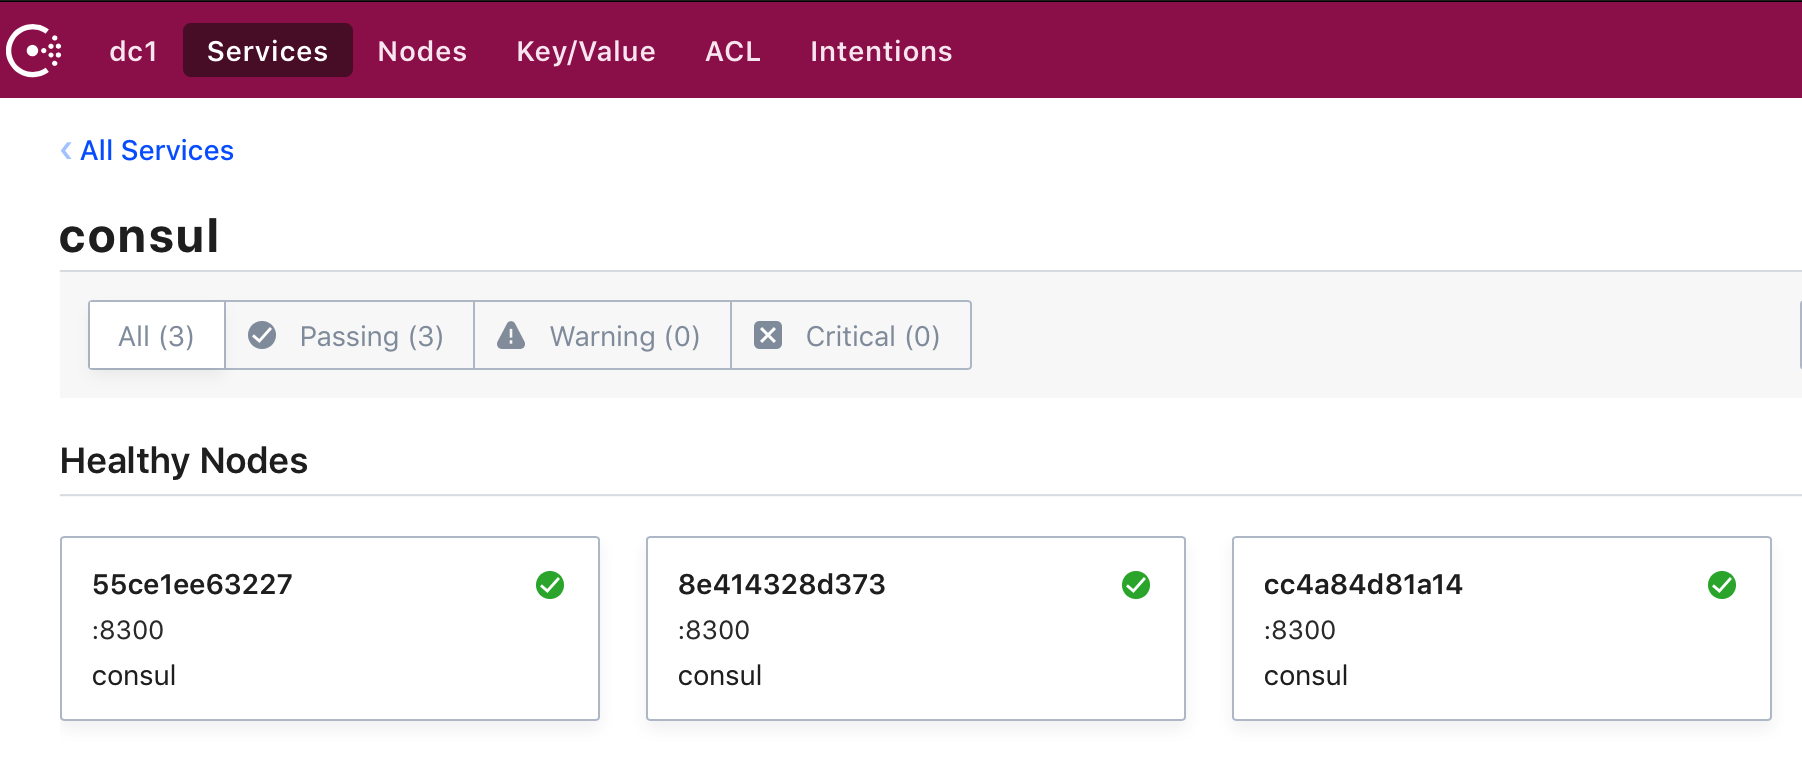 dc1 Services Nodes Key/Value ACL Intentions
All Services
consul
All (3) Passing (3) Warning (0) Critical (0)
Healthy Nodes
55ce1ee63227
:8300
consul
8e414328d373
:8300
consul
cc4a84d81a14
:8300
consul